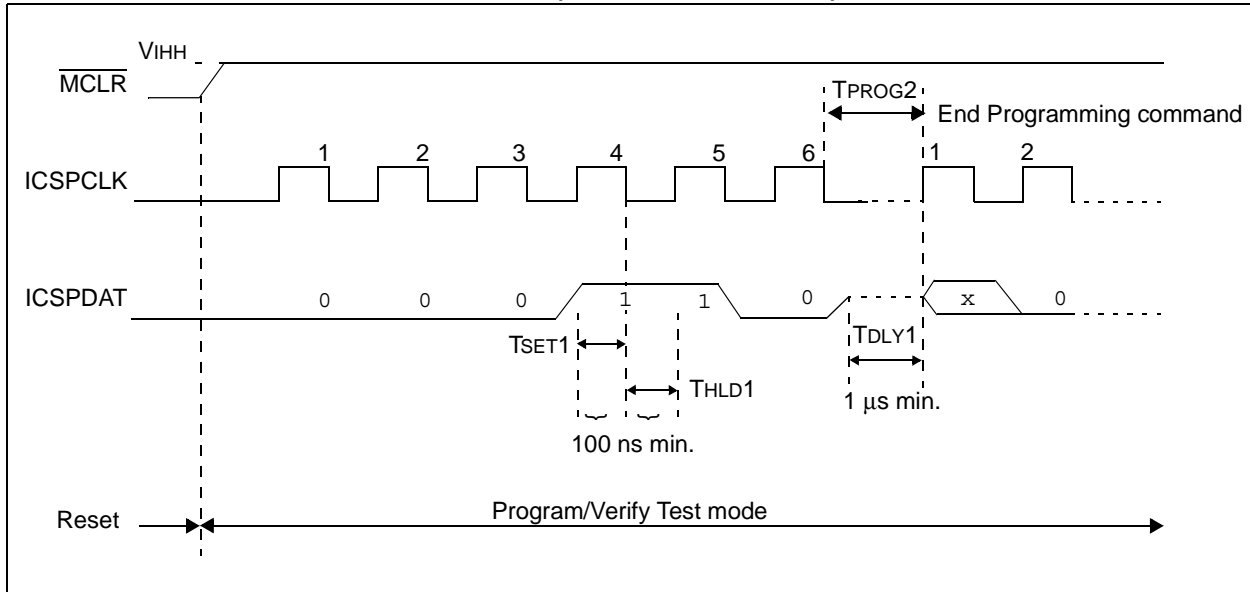 VIHH
MCLR
TPROG2
End Programming command
1 2 3 4 5 6 1 2
ICSPCLK
ICSPDAT
0 0 0 1 1 0 x 0
TSET1
TDLY1
THLD1
1 μs min.
100 ns min.
Reset
Program/Verify Test mode